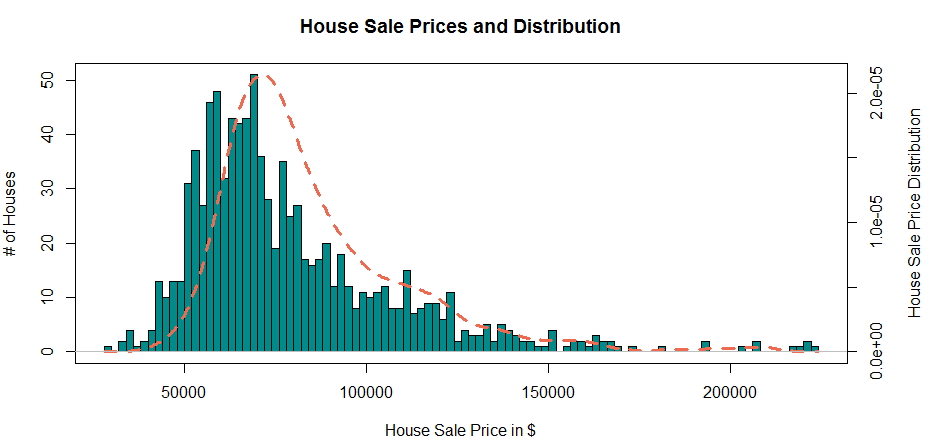 House Sale Prices and Distribution
# of Houses
50
40
30
20
10
0
2.0e-05
1.0e-05
0.0e+00
House Sale Price Distribution
50000 100000 150000 200000
House Sale Price in $